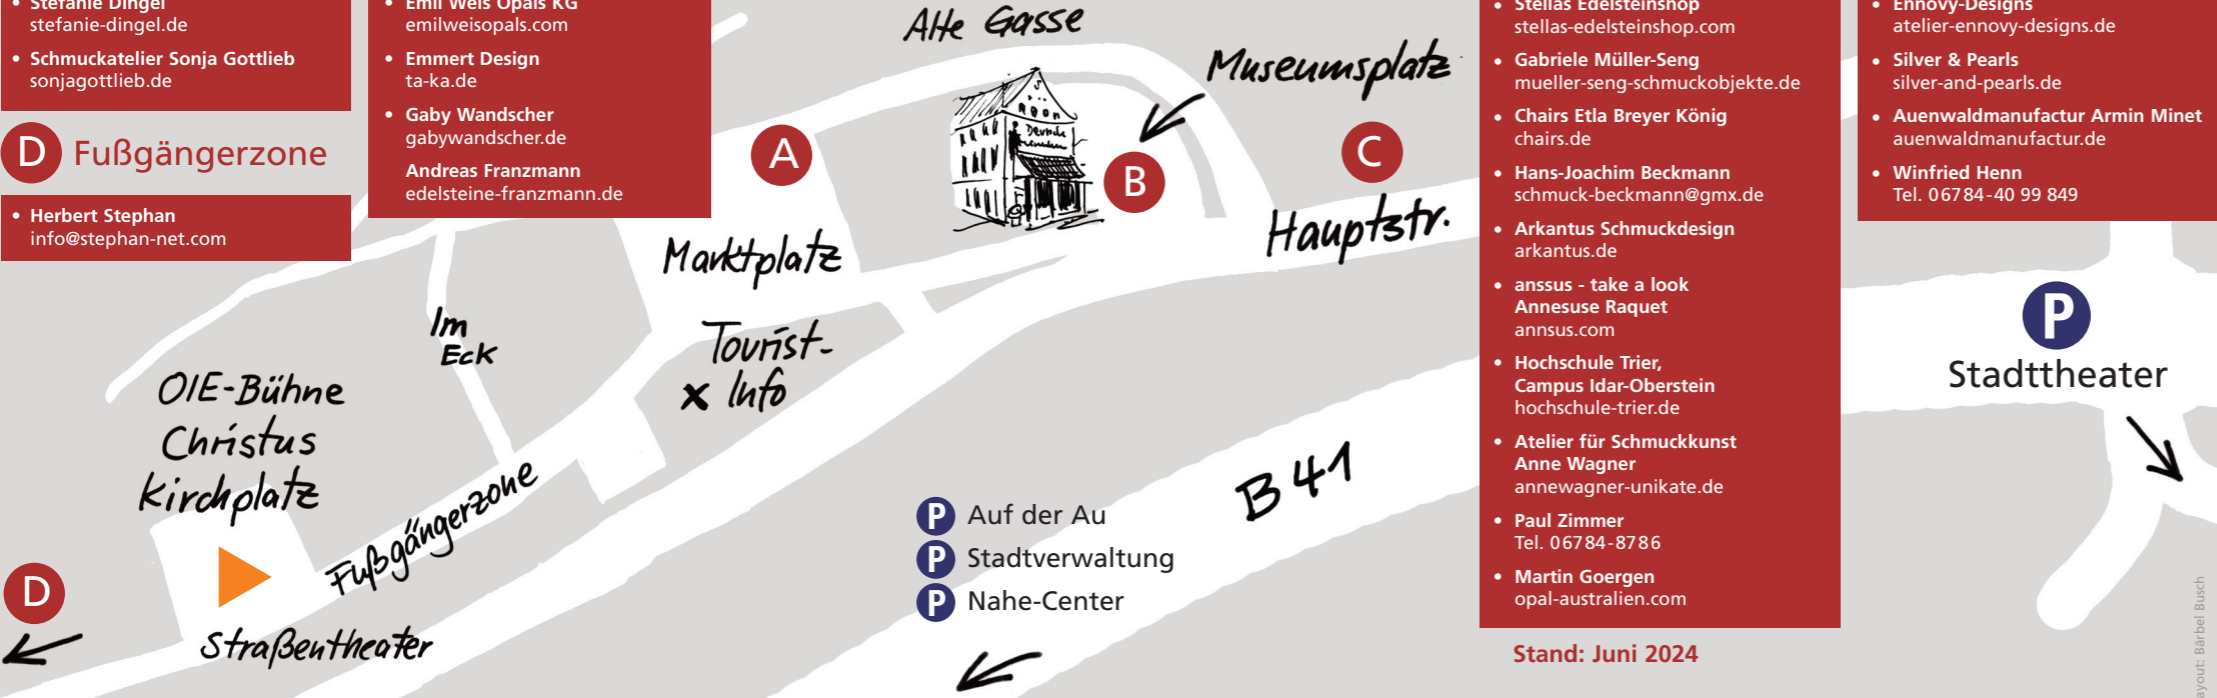 • Stefanie Dingel
stefanie-dingel.de
• Schmuckatelier Sonja Gottlieb
sonjagottlieb.de
D Fußgängerzone
• Herbert Stephan
info@stephan-net.com
• Emil Weis Opals KG
emilweisopals.com
• Emmert Design
ta-ka.de
• Gaby Wandscher
gabywandscher.de
Andreas Franzmann
edelsteine-franzmann.de
Alte Gasse
Museumsplatz
A
B
C
Hauptstr.
Marktplatz
Tourist-
x Info
Im
Eck
OIE-Bühne
Christus
Kirchplatz
Fußgängerzone
D
Straßentheater
B 41
P Auf der Au
P Stadtverwaltung
P Nahe-Center
• Stellas Edelsteinshop
stellas-edelsteinshop.com
• Gabriele Müller-Seng
mueller-seng-schmuckobjekte.de
• Chairs Etla Breyer König
chairs.de
• Hans-Joachim Beckmann
schmuck-beckmann@gmx.de
• Arkantus Schmuckdesign
arkantus.de
• anssus - take a look
Annesuse Raquet
annsus.com
• Hochschule Trier,
Campus Idar-Oberstein
hochschule-trier.de
• Atelier für Schmuckkunst
Anne Wagner
annewagner-unikate.de
• Paul Zimmer
Tel. 06784-8786
• Martin Goergen
opal-australien.com
Stand: Juni 2024
• Ennovy-Designs
atelier-ennovy-designs.de
• Silver & Pearls
silver-and-pearls.de
• Auenwaldmanufactur Armin Minet
auenwaldmanufactur.de
• Winfried Henn
Tel. 06784-40 99 849
P
Stadttheater
ayout: Bärbel Busch